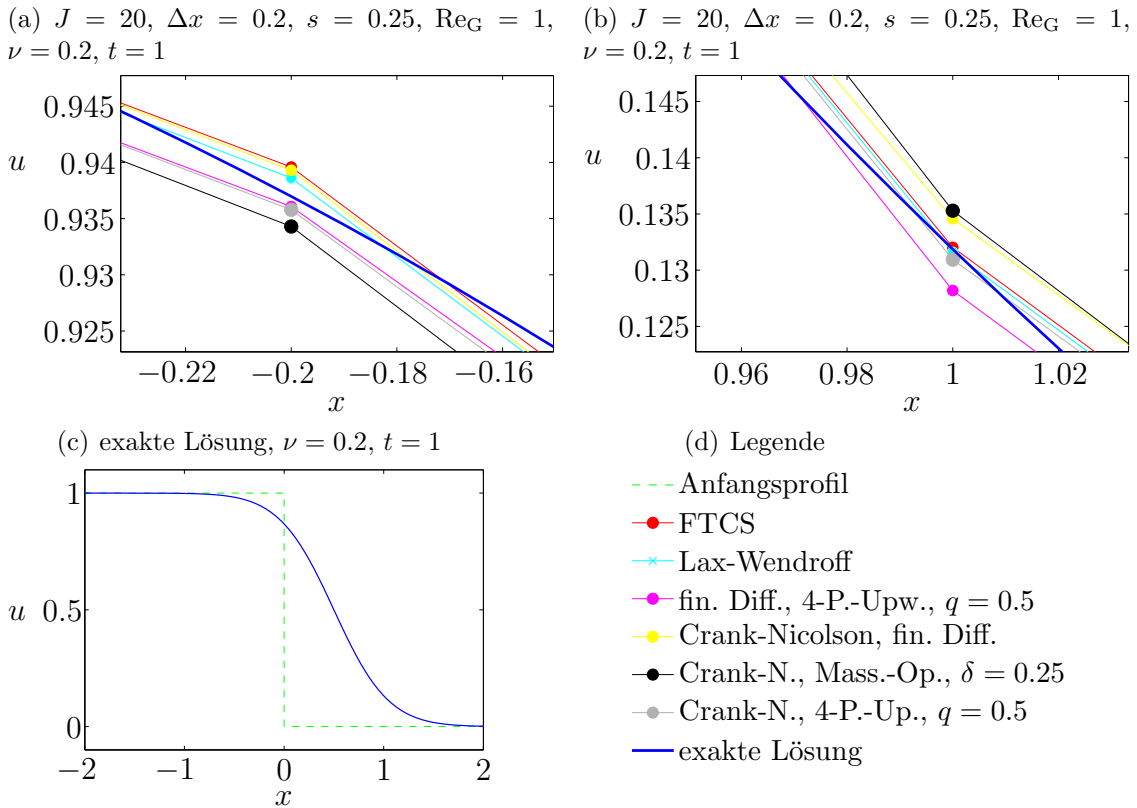 (a) J = 20, Δx = 0.2, s = 0.25, Re_G = 1,
ν = 0.2, t = 1
0.945
0.94
0.935
0.93
0.925
u
−0.22
−0.2
−0.18
−0.16
x
(b) J = 20, Δx = 0.2, s = 0.25, Re_G = 1,
ν = 0.2, t = 1
0.145
0.14
0.135
0.13
0.125
u
0.96
0.98
1
1.02
x
(c) exakte Lösung, ν = 0.2, t = 1
1
0.5
0
u
−2
−1
0
1
2
x
(d) Legende
Anfangsprofil
FTCS
Lax-Wendroff
fin. Diff., 4-P.-Upw., q = 0.5
Crank-Nicolson, fin. Diff.
Crank-N., Mass.-Op., δ = 0.25
Crank-N., 4-P.-Up., q = 0.5
exakte Lösung